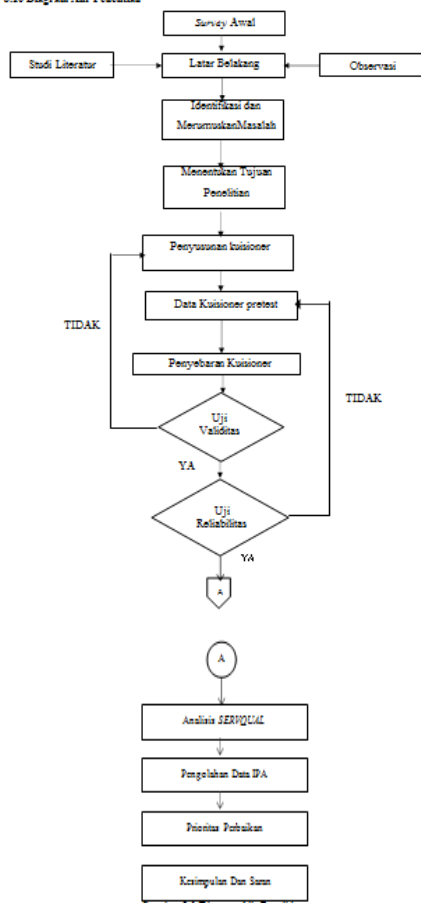 Survey Awal
Studi Literatur
Latar Belakang
Observasi
Identifikasi dan
MerumuskanMasalah
Menentukan Tujuan
Penelitian
Penyusunan kuisioner
Data Kuisioner pretest
TIDAK
Penyebaran Kuisioner
TIDAK
Uji
Validitas
YA
Uji
Reliabilitas
YA
A
A
Analisis SERVQUAL
Pengolahan Data IPA
Prioritas Perbaikan
Kesimpulan Dan Saran